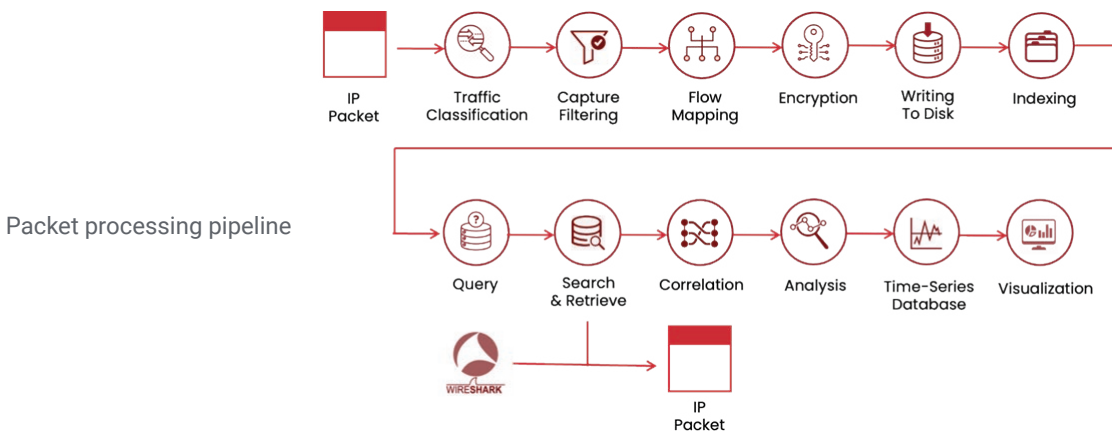 IP
Packet
Traffic
Classification
Capture
Filtering
Flow
Mapping
Encryption
Writing
To Disk
Indexing
Packet processing pipeline
?
Query
Search
& Retrieve
Correlation
Analysis
Time-Series
Database
Visualization
WIRESHARK
IP
Packet